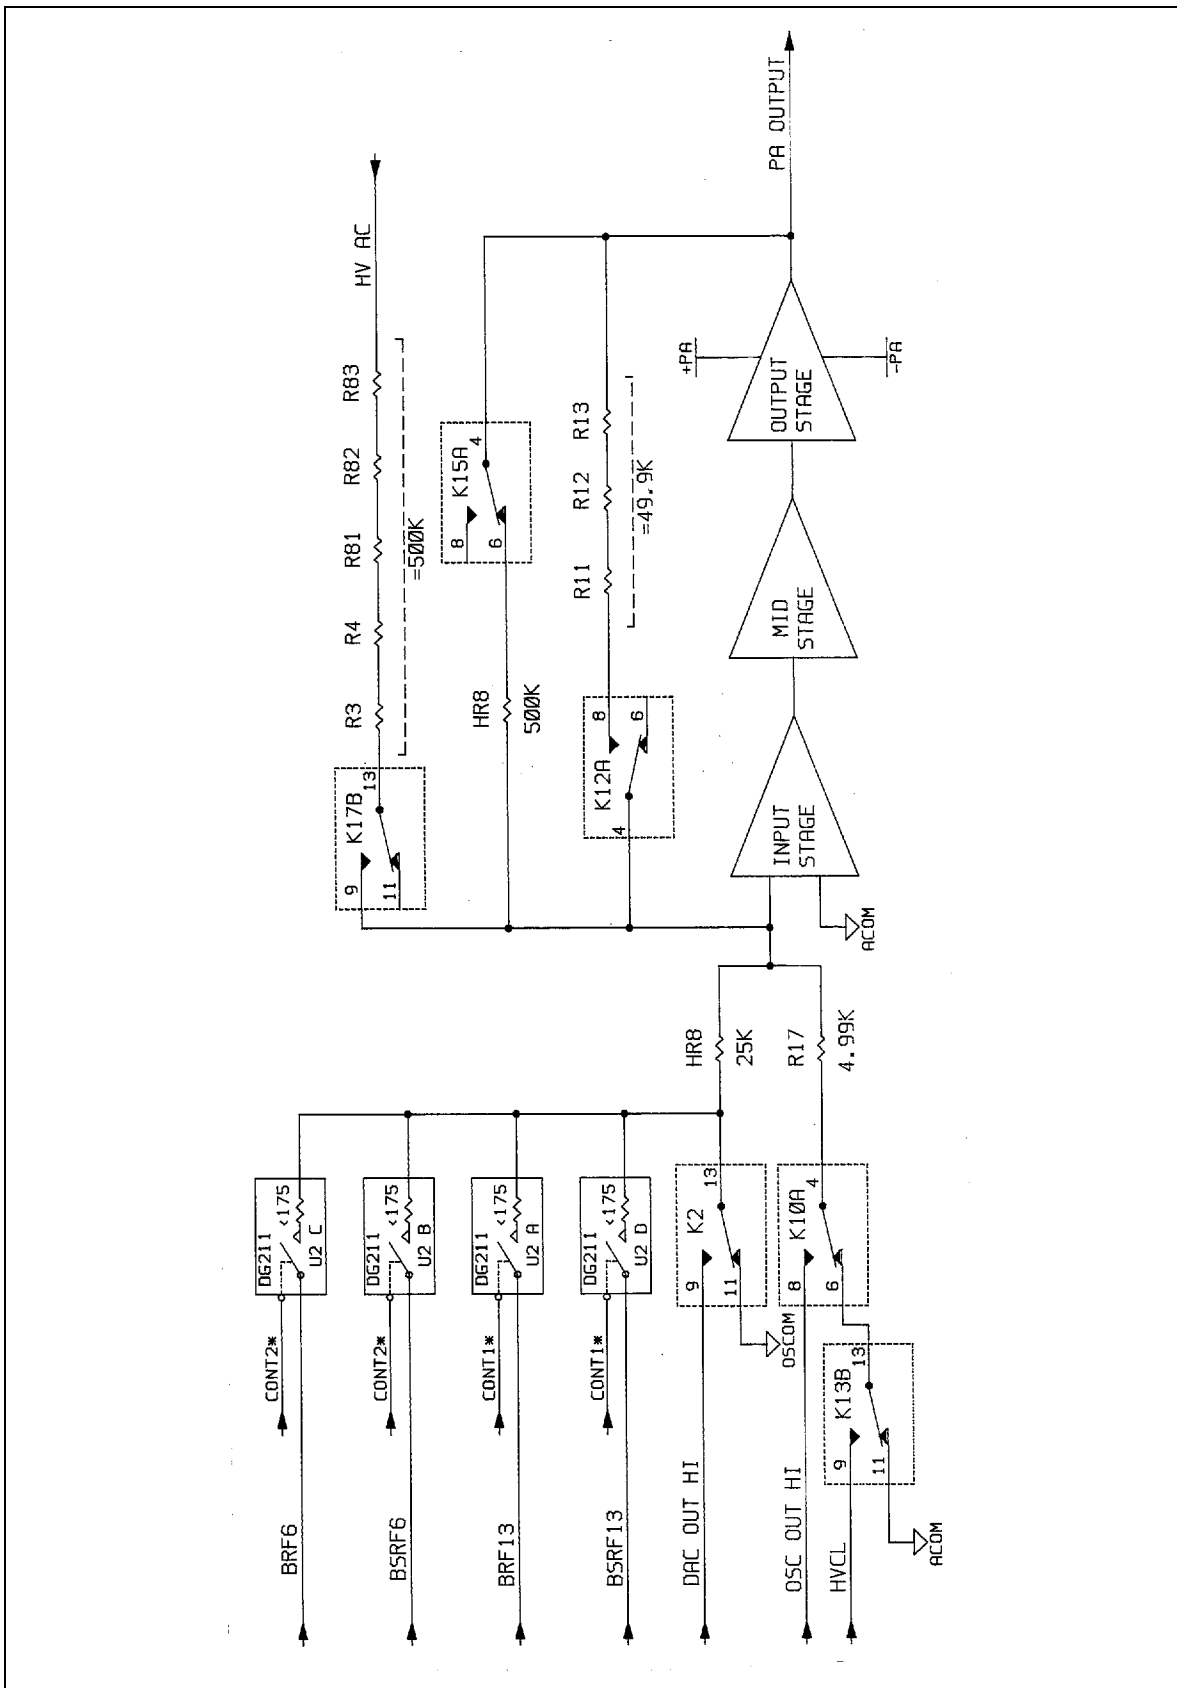 HV AC
R83
R82
R81
R4
R3
=500K
K17B
13
9
11
K15A
4
8
6
HR8
500K
R13
R12
R11
=49.9K
K12A
8
6
4
PA OUTPUT
+PA
-PA
OUTPUT
STAGE
MID
STAGE
INPUT
STAGE
ACOM
HR8
25K
R17
4.99K
DG211
<175
U2 C
CONT2*
BRF6
DG211
<175
U2 B
CONT2*
BSRF6
DG211
<175
U2 A
CONT1*
BRF13
DG211
<175
U2 D
CONT1*
BSRF13
K2
13
9
11
OSCOM
DAC OUT HI
K10A
4
8
6
OSC OUT HI
K13B
13
9
11
HVCL
ACOM